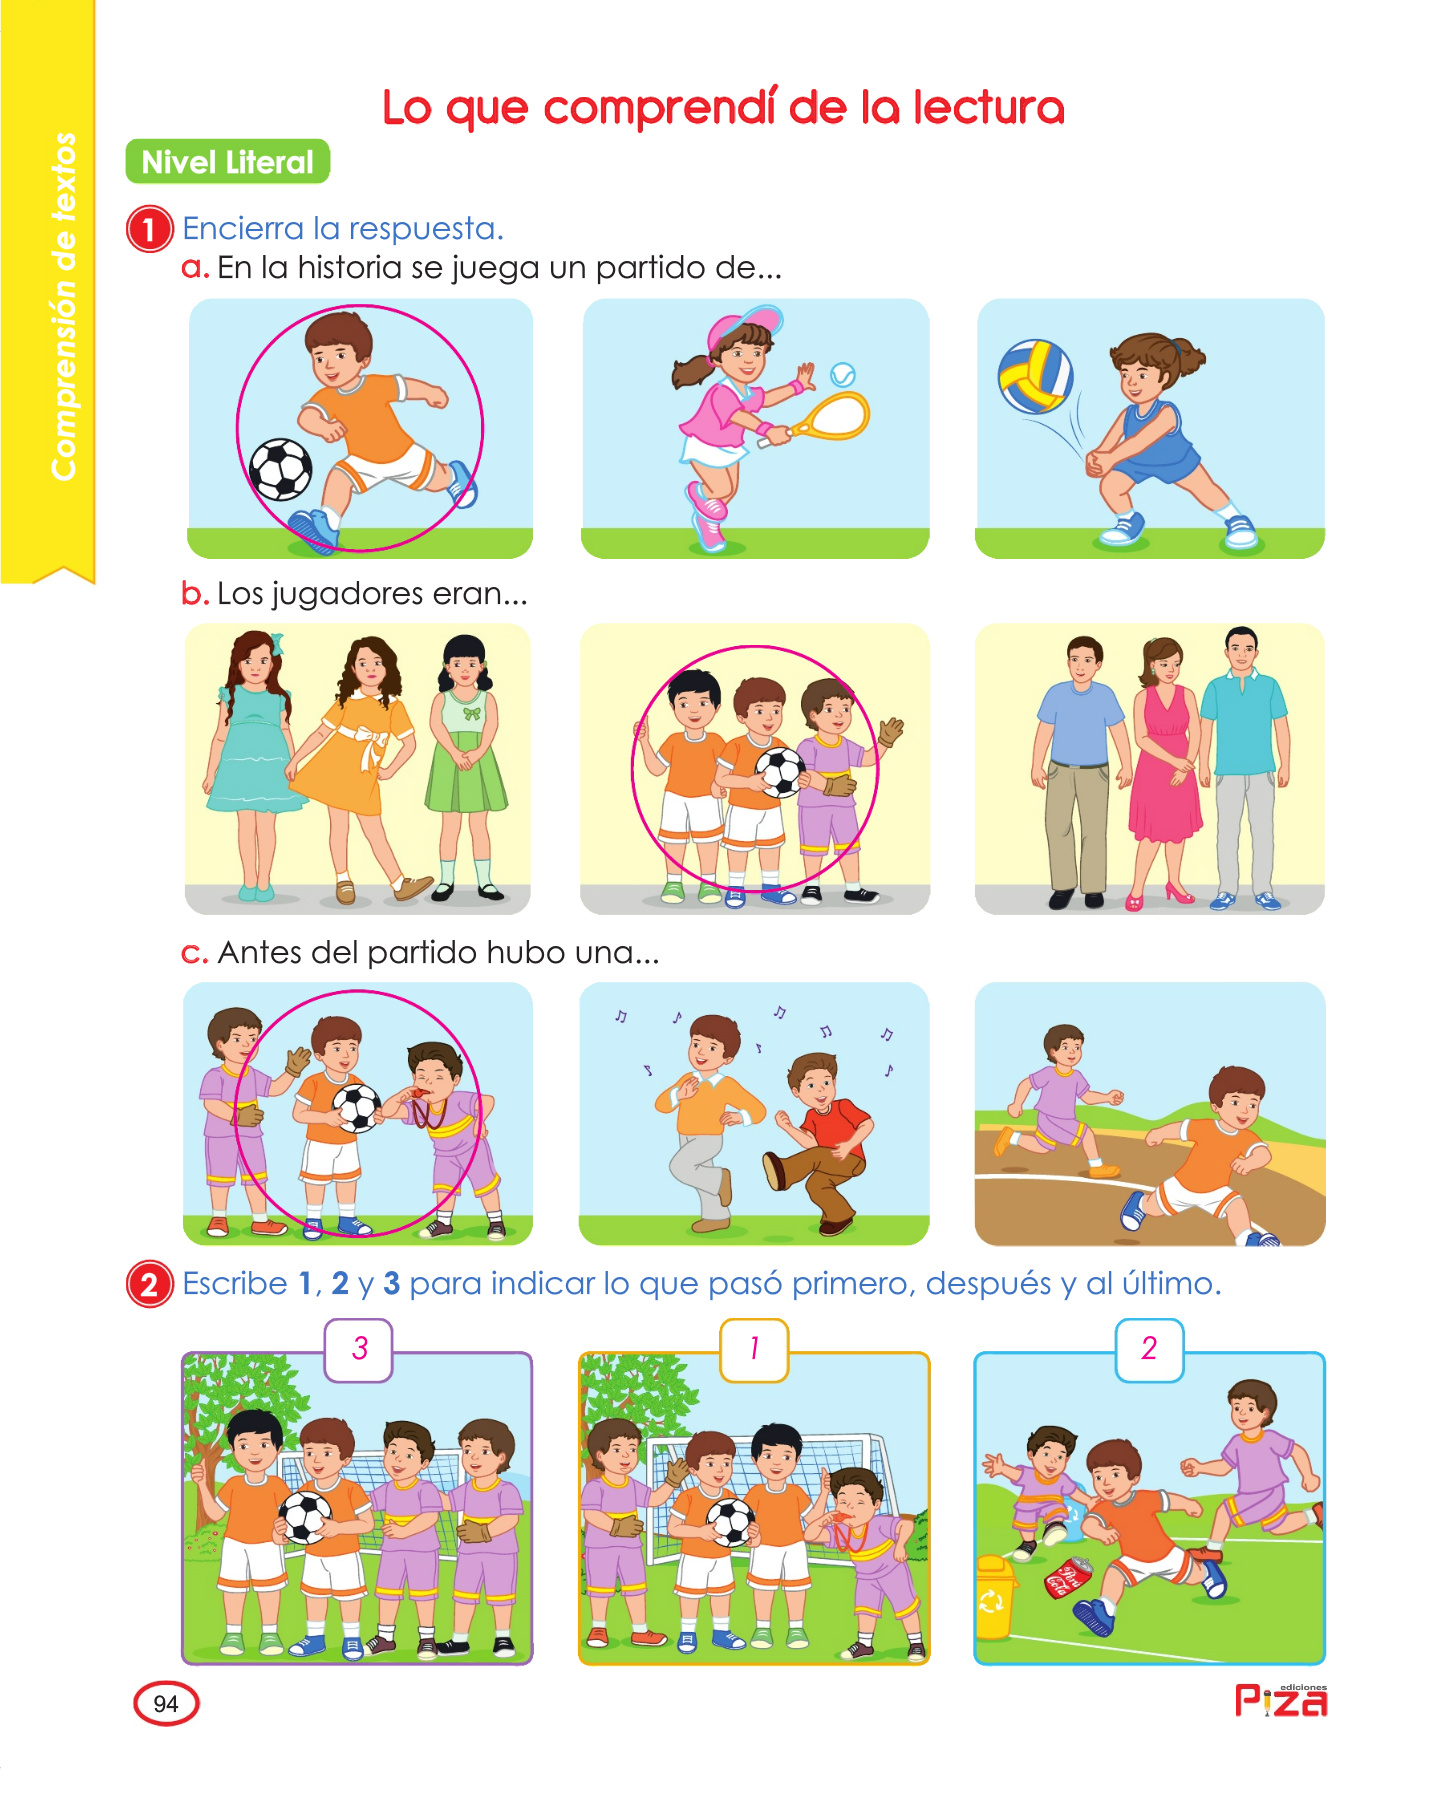 Comprensión de textos
Lo que comprendí de la lectura
Nivel Literal
1 Encierra la respuesta.
a. En la historia se juega un partido de...
b. Los jugadores eran...
c. Antes del partido hubo una...
2 Escribe 1, 2 y 3 para indicar lo que pasó primero, después y al último.
3
1
2
Perú
Cola
94
ediciones
Piza